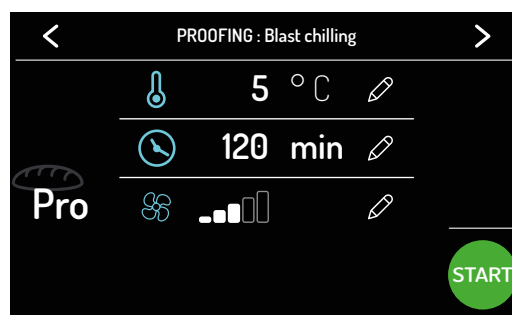 PROOFING : Blast chilling
5 °C
120 min
Pro
START